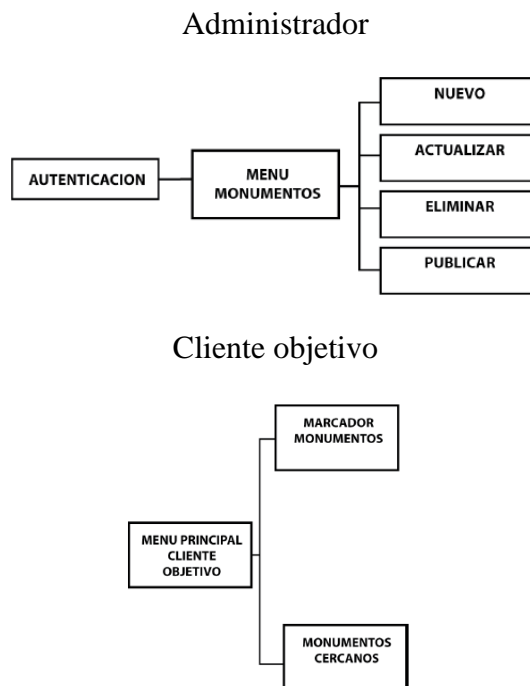 Administrador
NUEVO
AUTENTICACION
MENU
MONUMENTOS
ACTUALIZAR
ELIMINAR
PUBLICAR
Cliente objetivo
MARCADOR
MONUMENTOS
MENU PRINCIPAL
CLIENTE
OBJETIVO
MONUMENTOS
CERCANOS